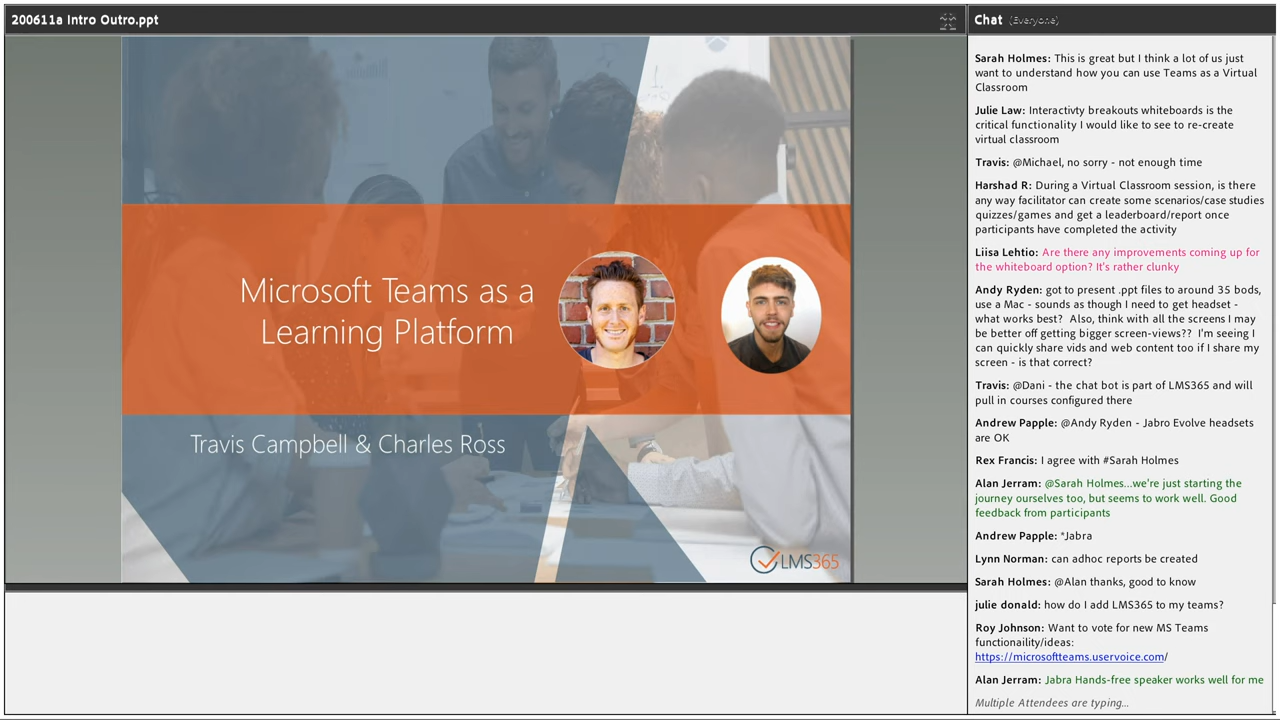 200611a Intro Outro.ppt
Microsoft Teams as a
Learning Platform
Travis Campbell & Charles Ross
LMS365
Chat (Everyone)
Sarah Holmes: This is great but I think a lot of us just
want to understand how you can use Teams as a Virtual
Classroom
Julie Law: Interactivty breakouts whiteboards is the
critical functionality I would like to see to re-create
virtual classroom
Travis: @Michael, no sorry - not enough time
Harshad R: During a Virtual Classroom session, is there
any way facilitator can create some scenarios/case studies
quizzes/games and get a leaderboard/report once
participants have completed the activity
Liisa Lehtio: Are there any improvements coming up for
the whiteboard option? It's rather clunky
Andy Ryden: got to present .ppt files to around 35 bods,
use a Mac - sounds as though I need to get headset -
what works best?  Also, think with all the screens I may
be better off getting bigger screen-views??  I'm seeing I
can quickly share vids and web content too if I share my
screen - is that correct?
Travis: @Dani - the chat bot is part of LMS365 and will
pull in courses configured there
Andrew Papple: @Andy Ryden - Jabro Evolve headsets
are OK
Rex Francis: I agree with #Sarah Holmes
Alan Jerram: @Sarah Holmes...we're just starting the
journey ourselves too, but seems to work well. Good
feedback from participants
Andrew Papple: *Jabra
Lynn Norman: can adhoc reports be created
Sarah Holmes: @Alan thanks, good to know
julie donald: how do I add LMS365 to my teams?
Roy Johnson: Want to vote for new MS Teams
functionaility/ideas:
https://microsoftteams.uservoice.com/
Alan Jerram: Jabra Hands-free speaker works well for me
Multiple Attendees are typing...